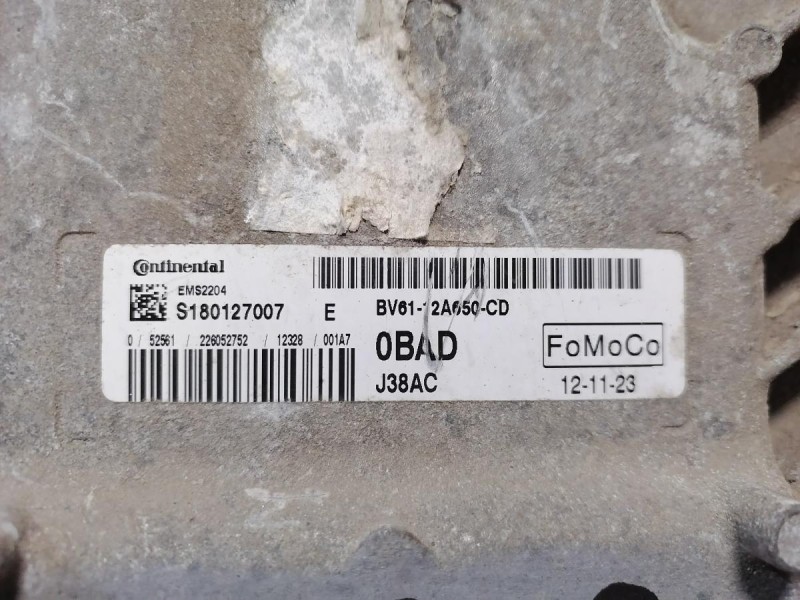 Continental
EMS2204
S180127007 E
BV61-12A650-CD
0 / 52561 / 226052752 / 12328 / 001A7
0BAD
FoMoCo
J38AC
12-11-23